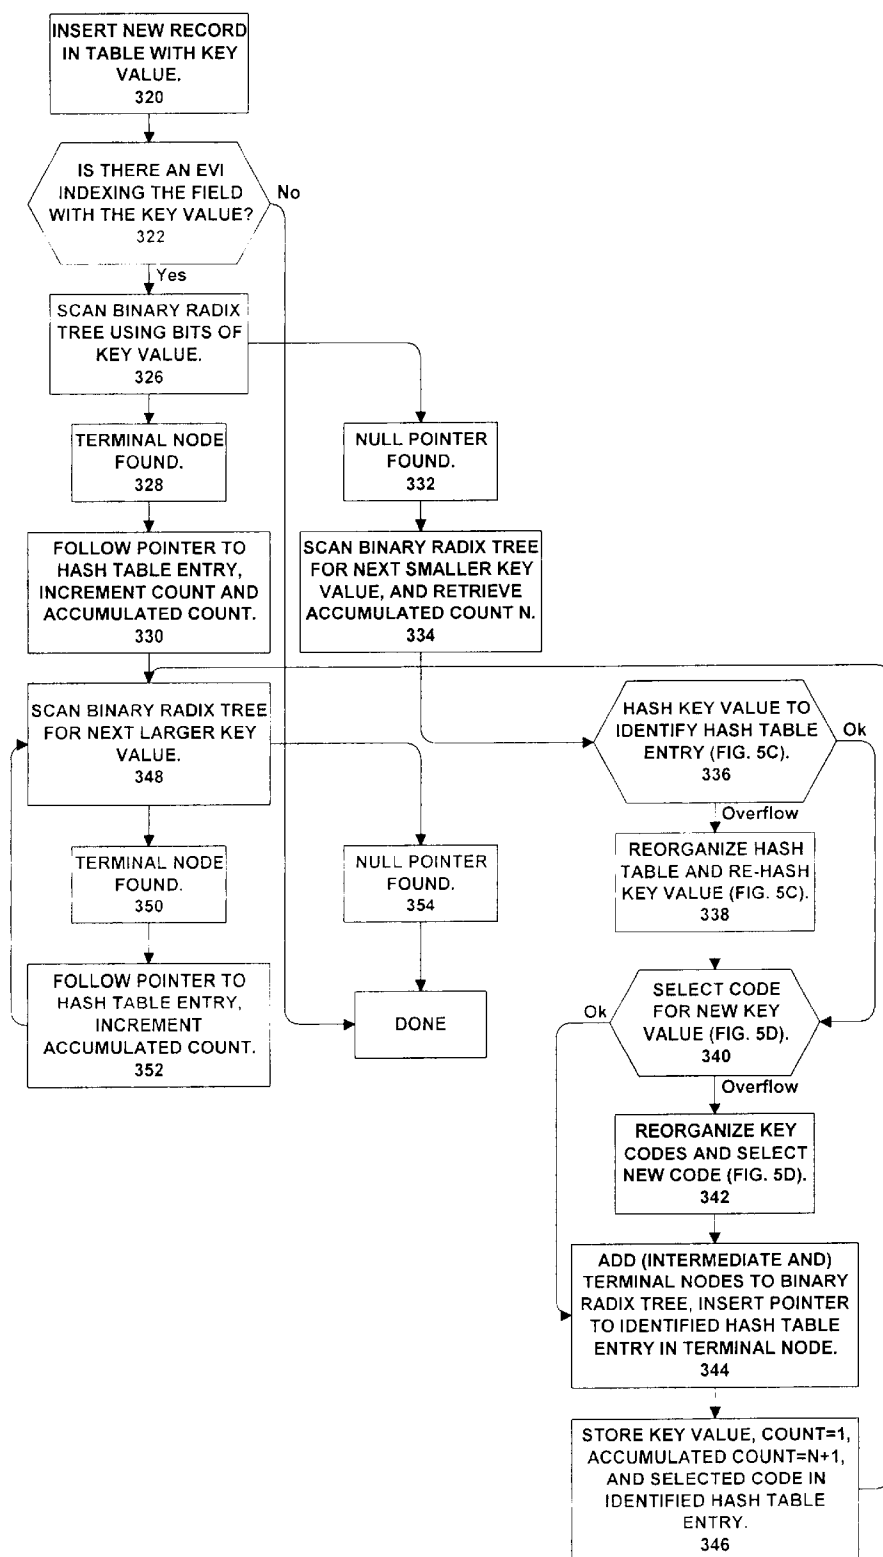 INSERT NEW RECORD
IN TABLE WITH KEY
VALUE.
320
IS THERE AN EVI
INDEXING THE FIELD
WITH THE KEY VALUE?
322
No
Yes
SCAN BINARY RADIX
TREE USING BITS OF
KEY VALUE.
326
TERMINAL NODE
FOUND.
328
NULL POINTER
FOUND.
332
FOLLOW POINTER TO
HASH TABLE ENTRY,
INCREMENT COUNT AND
ACCUMULATED COUNT.
330
SCAN BINARY RADIX TREE
FOR NEXT SMALLER KEY
VALUE, AND RETRIEVE
ACCUMULATED COUNT N.
334
SCAN BINARY RADIX TREE
FOR NEXT LARGER KEY
VALUE.
348
HASH KEY VALUE TO
IDENTIFY HASH TABLE
ENTRY (FIG. 5C).
336
Ok
Overflow
TERMINAL NODE
FOUND.
350
NULL POINTER
FOUND.
354
REORGANIZE HASH
TABLE AND RE-HASH
KEY VALUE (FIG. 5C).
338
FOLLOW POINTER TO
HASH TABLE ENTRY,
INCREMENT
ACCUMULATED COUNT.
352
DONE
Ok
SELECT CODE
FOR NEW KEY
VALUE (FIG. 5D).
340
Overflow
REORGANIZE KEY
CODES AND SELECT
NEW CODE (FIG. 5D).
342
ADD (INTERMEDIATE AND)
TERMINAL NODES TO BINARY
RADIX TREE, INSERT POINTER
TO IDENTIFIED HASH TABLE
ENTRY IN TERMINAL NODE.
344
STORE KEY VALUE, COUNT=1,
ACCUMULATED COUNT=N+1,
AND SELECTED CODE IN
IDENTIFIED HASH TABLE
ENTRY.
346